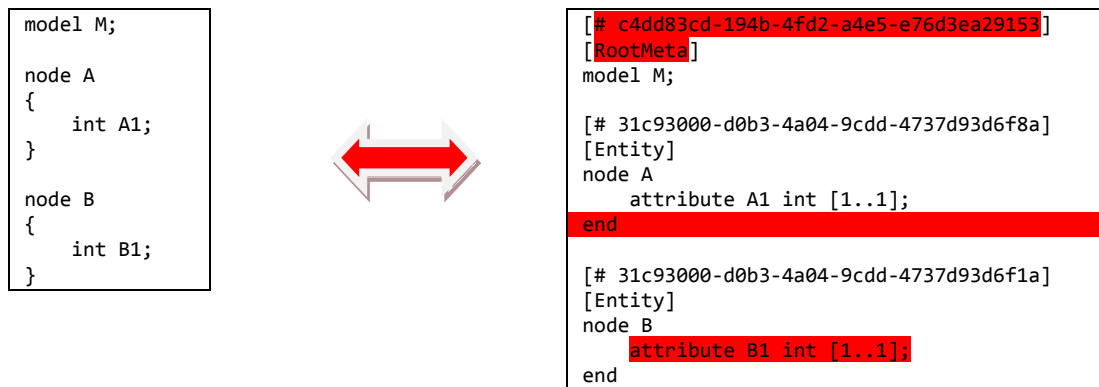 model M;
node A
{
int A1;
}
node B
{
int B1;
}
[# c4dd83cd-194b-4fd2-a4e5-e76d3ea29153]
[RootMeta]
model M;
[# 31c93000-d0b3-4a04-9cdd-4737d93d6f8a]
[Entity]
node A
attribute A1 int [1..1];
end
[# 31c93000-d0b3-4a04-9cdd-4737d93d6f1a]
[Entity]
node B
attribute B1 int [1..1];
end